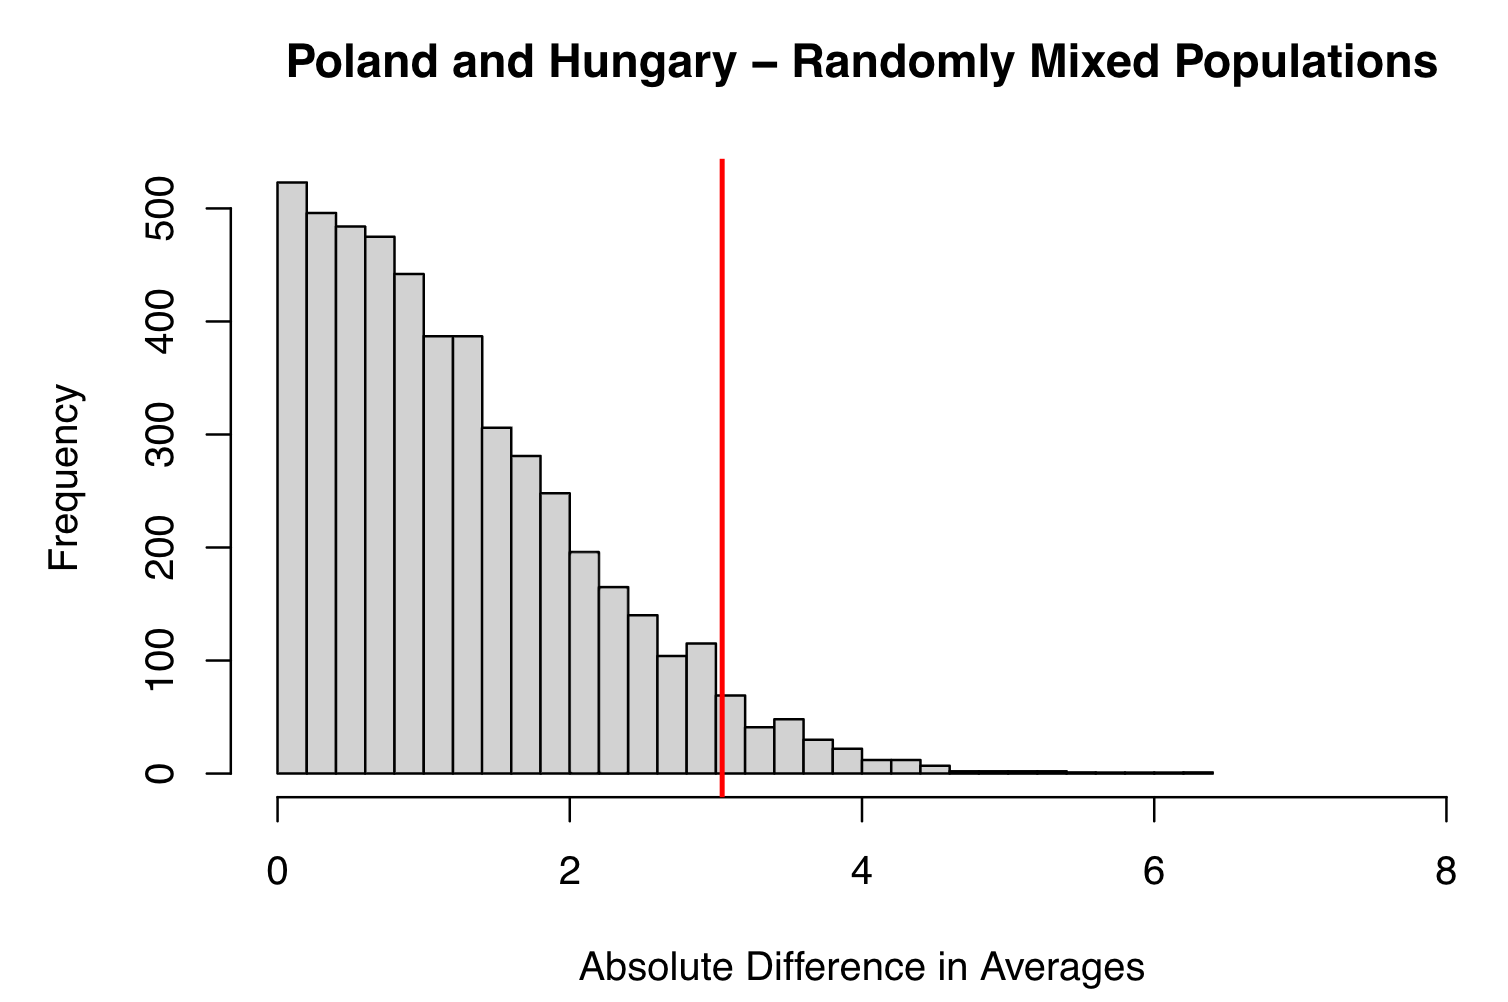 Poland and Hungary – Randomly Mixed Populations
Frequency
500
400
300
200
100
0
0 2 4 6 8
Absolute Difference in Averages